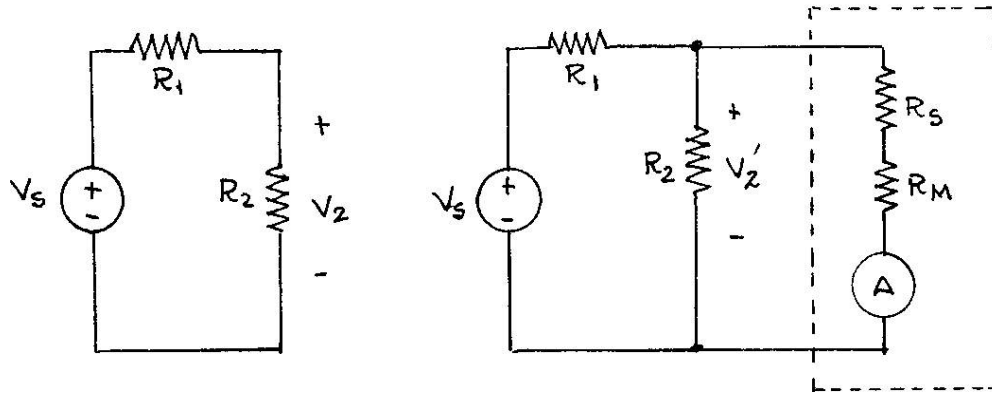 R1
VS
+
-
R2
+
V2
-
R1
VS
+
-
R2
+
V2'
-
RS
RM
A